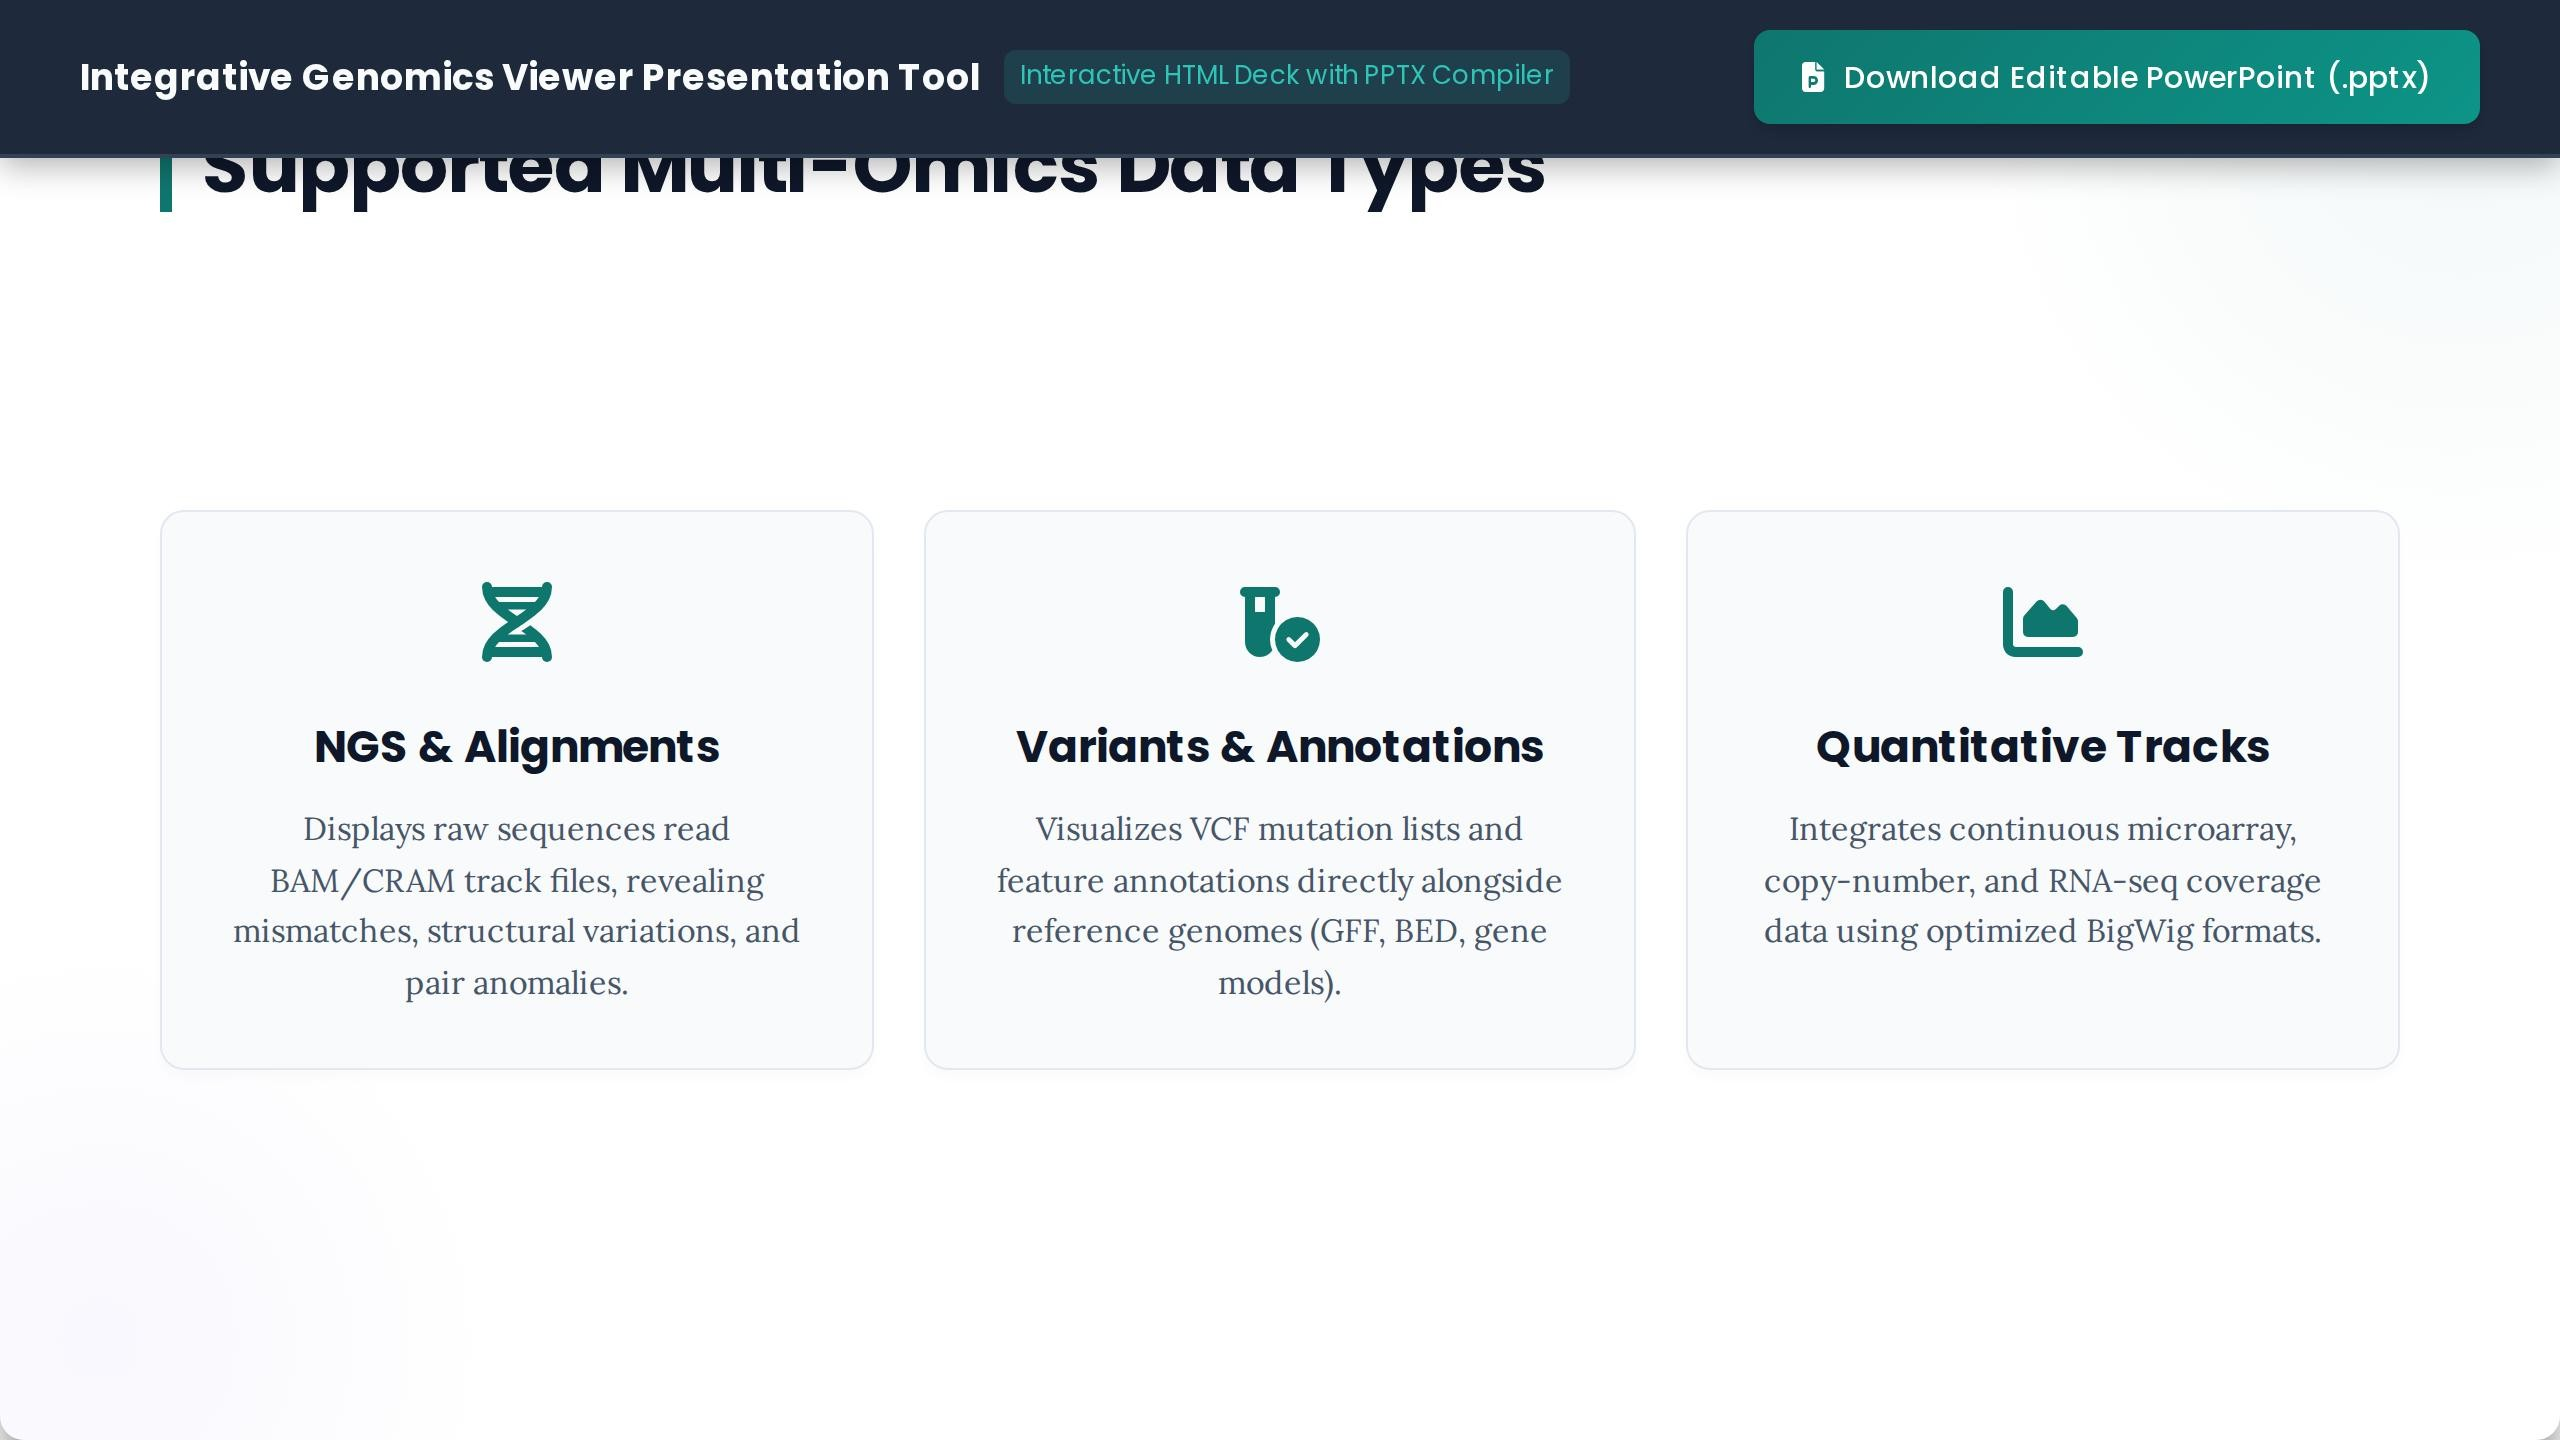 Integrative Genomics Viewer Presentation Tool
Interactive HTML Deck with PPTX Compiler
Download Editable PowerPoint (.pptx)
Supported Multi-Omics Data Types
NGS & Alignments
Displays raw sequences read
BAM/CRAM track files, revealing
mismatches, structural variations, and
pair anomalies.
Variants & Annotations
Visualizes VCF mutation lists and
feature annotations directly alongside
reference genomes (GFF, BED, gene
models).
Quantitative Tracks
Integrates continuous microarray,
copy-number, and RNA-seq coverage
data using optimized BigWig formats.